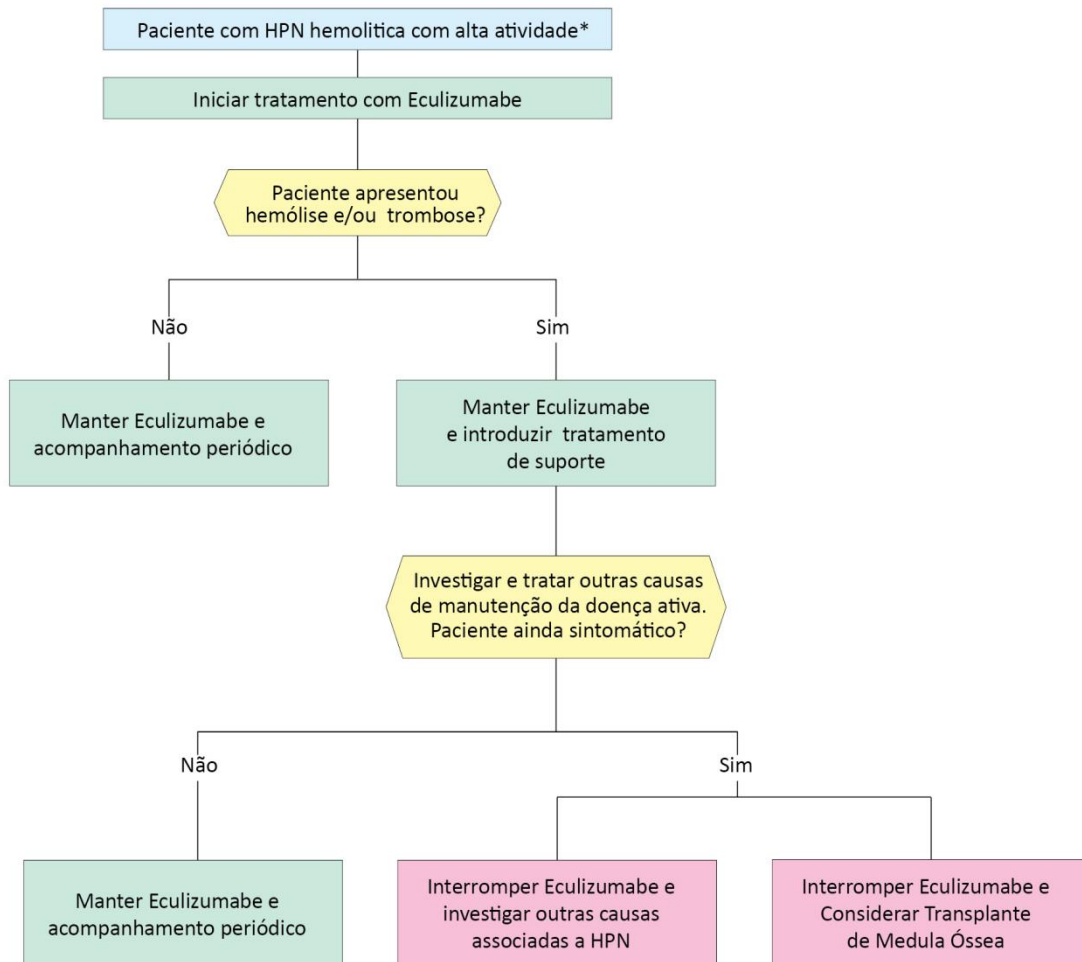 Paciente com HPN hemolitica com alta atividade*
Iniciar tratamento com Eculizumabe
Paciente apresentou
hemólise e/ou trombose?
Não
Sim
Manter Eculizumabe e
acompanhamento periódico
Manter Eculizumabe
e introduzir tratamento
de suporte
Investigar e tratar outras causas
de manutenção da doença ativa.
Paciente ainda sintomático?
Não
Sim
Manter Eculizumabe e
acompanhamento periódico
Interromper Eculizumabe e
investigar outras causas
associadas a HPN
Interromper Eculizumabe e
Considerar Transplante
de Medula Óssea